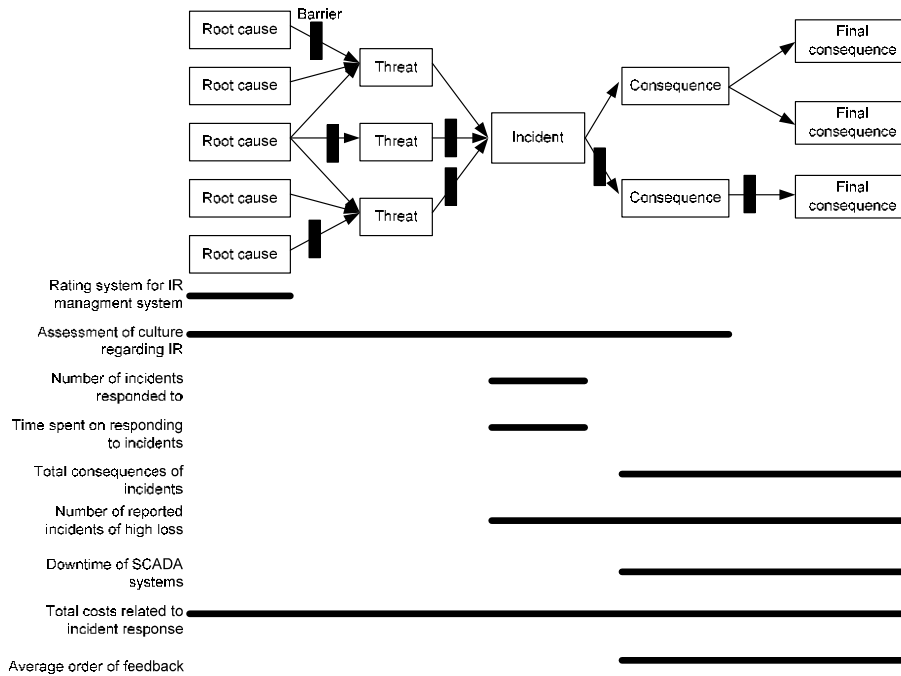 Barrier
Root cause
Root cause
Root cause
Root cause
Root cause
Threat
Threat
Threat
Incident
Consequence
Consequence
Final
consequence
Final
consequence
Final
consequence
Rating system for IR
managment system
Assessment of culture
regarding IR
Number of incidents
responded to
Time spent on responding
to incidents
Total consequences of
incidents
Number of reported
incidents of high loss
Downtime of SCADA
systems
Total costs related to
incident response
Average order of feedback